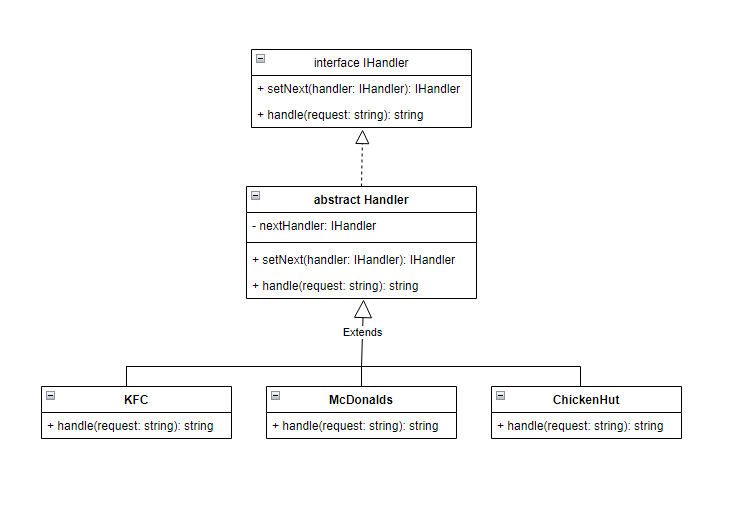 interface IHandler
+ setNext(handler: IHandler): IHandler
+ handle(request: string): string
abstract Handler
- nextHandler: IHandler
+ setNext(handler: IHandler): IHandler
+ handle(request: string): string
Extends
KFC
+ handle(request: string): string
McDonalds
+ handle(request: string): string
ChickenHut
+ handle(request: string): string